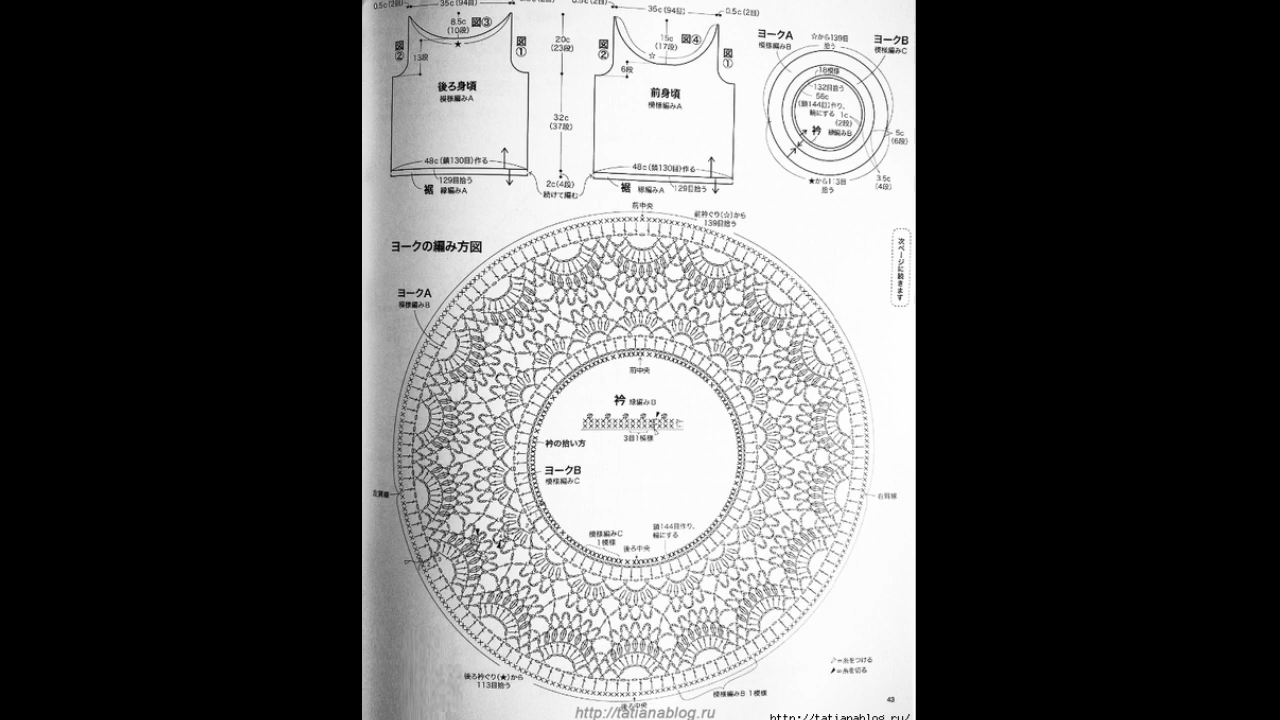 0.5c(2目)
35c(94目)
36c(94目)
0.5c(2目)
8.5c
(10段)
図③
★
図
②
図
①
13段
後ろ身頃
模様編みA
48c(鎖130目)作る
129目拾う
裾 縁編みA
20c
(23段)
32c
(37段)
2c(4段)
続けて編む
15c
(17段)
図④
☆
図
②
図
①
6段
前身頃
模様編みA
48c(鎖130目)作る
129目拾う
裾 縁編みA
ヨークA
模様編みB
☆から139目
拾う
ヨークB
模様編みC
18模様
132目拾う
56c
(鎖144目)作り、
輪にする
1c
(2段)
衿 縁編みB
5c
(6段)
3.5c
(4段)
★から113目
拾う
ヨークの編み方図
前中央
前衿ぐり(☆)から
139目拾う
次ページに続きます
ヨークA
模様編みB
前中央
衿 縁編みB
3目1模様
衿の拾い方
ヨークB
模様編みC
左肩線
右肩線
模様編みC
1模様
鎖144目作り、
輪にする
後ろ中央
後ろ衿ぐり(★)から
113目拾う
後ろ中央
模様編みB 1模様
=糸をつける
=糸を切る
43
http://tatianablog.ru
http://tatianablog.ru/